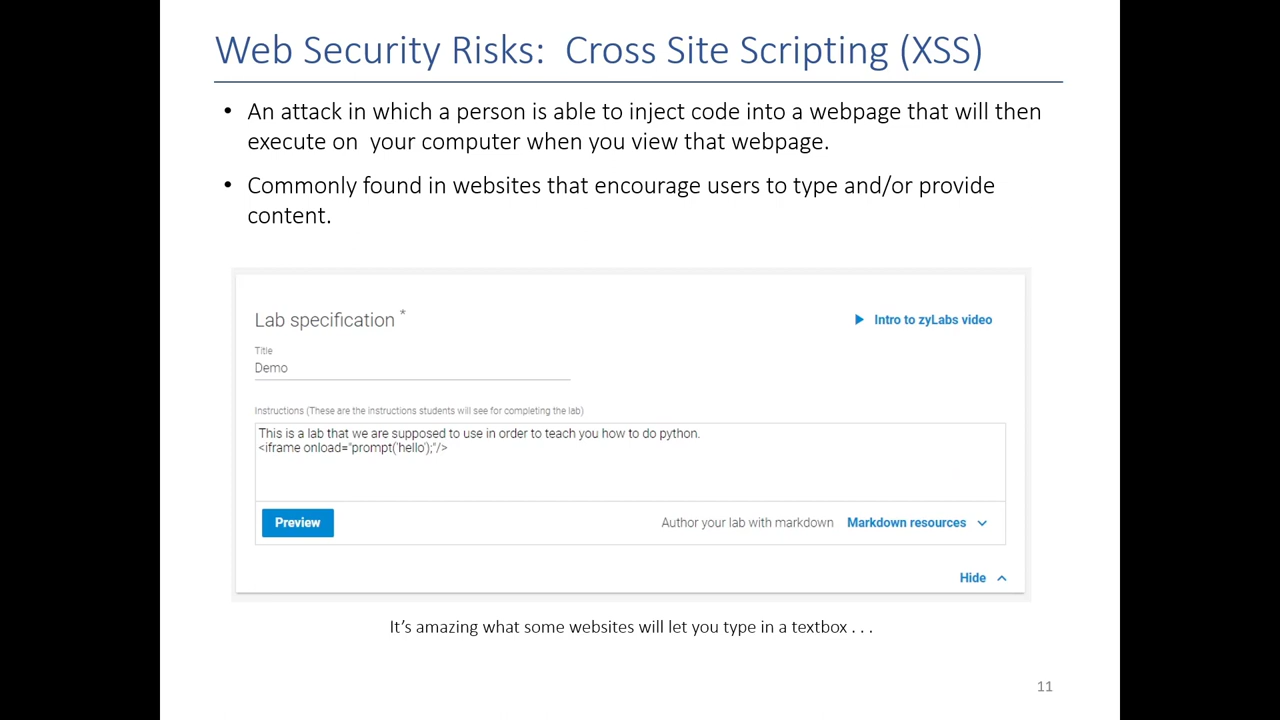 Web Security Risks:  Cross Site Scripting (XSS)
• An attack in which a person is able to inject code into a webpage that will then
execute on  your computer when you view that webpage.
• Commonly found in websites that encourage users to type and/or provide
content.
Lab specification *
Intro to zyLabs video
Title
Demo
Instructions (These are the instructions students will see for completing the lab)
This is a lab that we are supposed to use in order to teach you how to do python.
<iframe onload="prompt('hello');"/>
Preview
Author your lab with markdown
Markdown resources
Hide
It's amazing what some websites will let you type in a textbox . . .
11